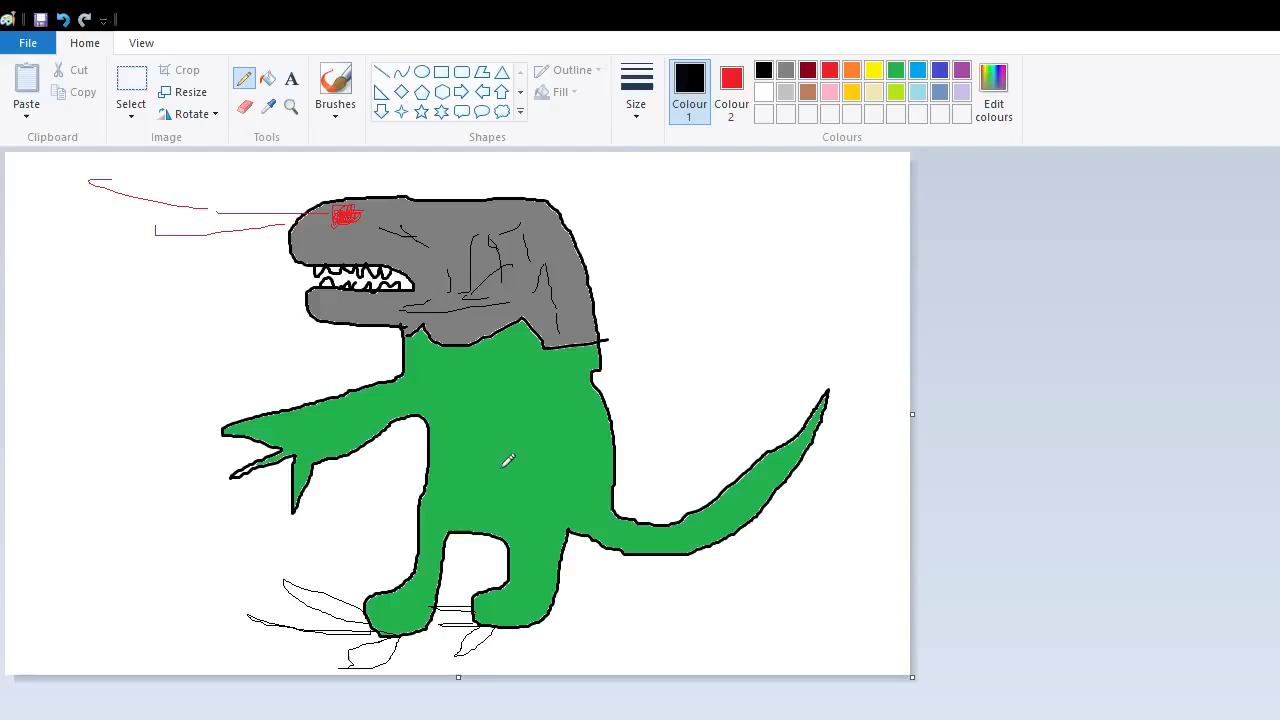 File Home View
Paste
Cut
Copy
Clipboard
Select
Crop
Resize
Rotate
Image
A
Tools
Brushes
Outline
Fill
Shapes
Size
Colour 1
Colour 2
Edit colours
Colours